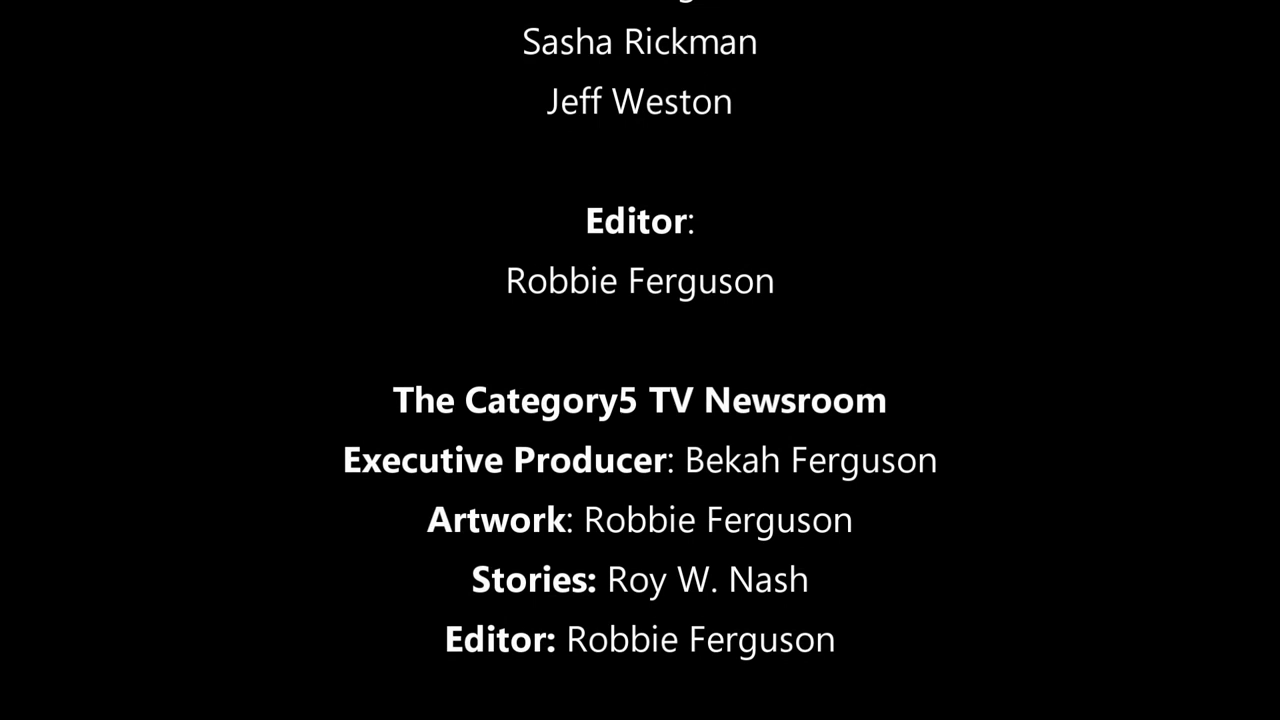 Sasha Rickman
Jeff Weston
Editor:
Robbie Ferguson
The Category5 TV Newsroom
Executive Producer: Bekah Ferguson
Artwork: Robbie Ferguson
Stories: Roy W. Nash
Editor: Robbie Ferguson